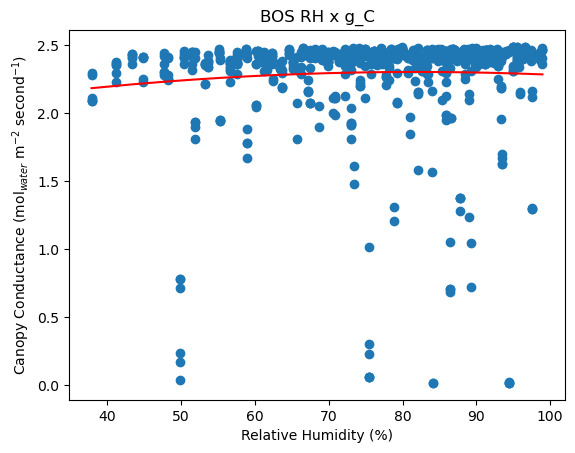 BOS RH x g_C
Canopy Conductance (mol_water m⁻² second⁻¹)
2.5
2.0
1.5
1.0
0.5
0.0
40 50 60 70 80 90 100
Relative Humidity (%)